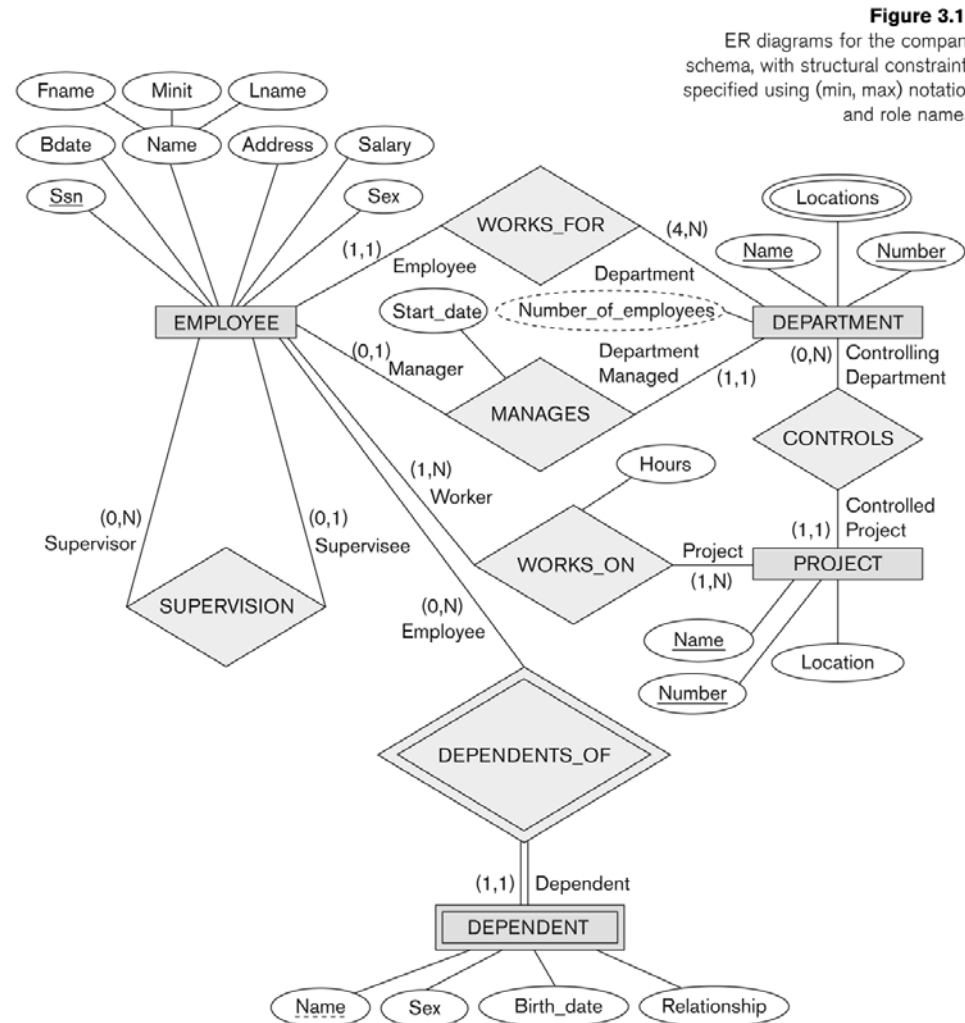 Figure 3.1
ER diagrams for the compan
schema, with structural constraint
specified using (min, max) notatio
and role name
Fname
Minit
Lname
Bdate
Name
Address
Salary
Ssn
Sex
Locations
WORKS_FOR
(4,N)
Name
Number
(1,1)
Employee
Department
Start_date
Number_of_employees
EMPLOYEE
DEPARTMENT
(0,1)
Manager
Department
Managed
(1,1)
(0,N)
Controlling
Department
MANAGES
CONTROLS
Hours
(1,N)
Worker
(0,N)
Supervisor
(0,1)
Supervisee
Controlled
Project
(1,1)
Project
(1,N)
WORKS_ON
PROJECT
SUPERVISION
(0,N)
Employee
Name
Location
Number
DEPENDENTS_OF
(1,1)
Dependent
DEPENDENT
Name
Sex
Birth_date
Relationship